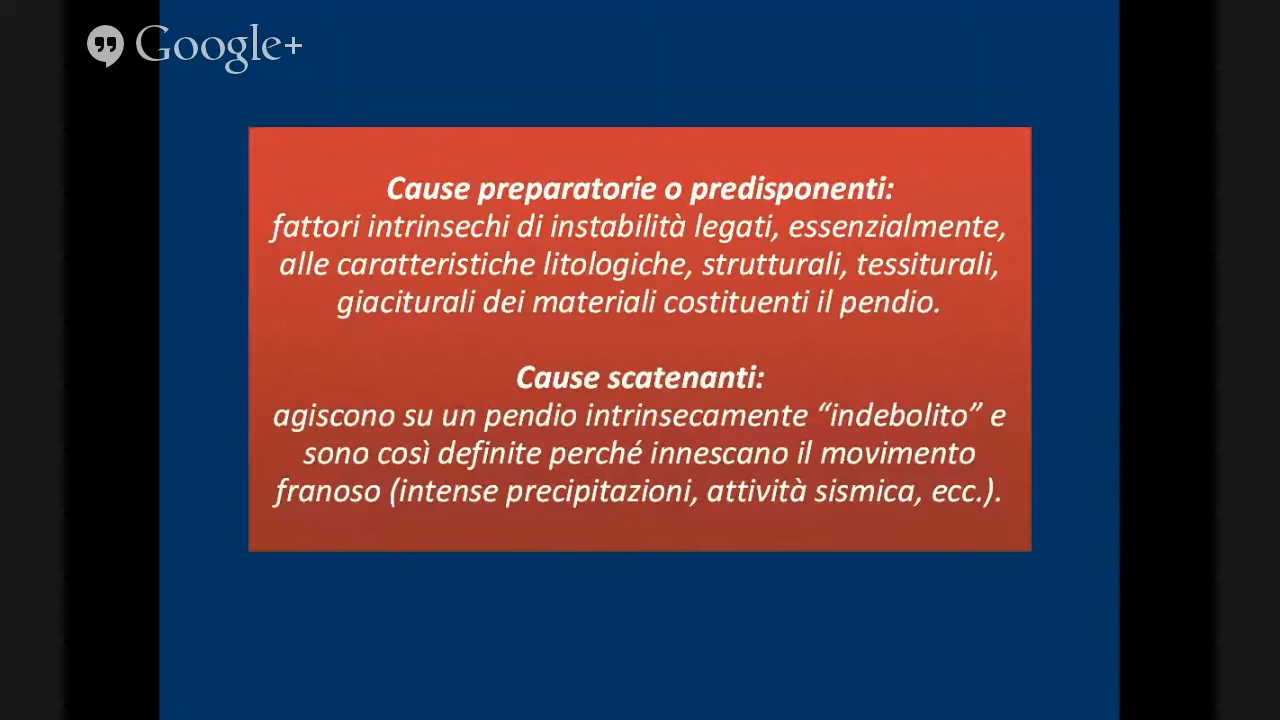 Google+
Cause preparatorie o predisponenti:
fattori intrinsechi di instabilità legati, essenzialmente,
alle caratteristiche litologiche, strutturali, tessiturali,
giaciturali dei materiali costituenti il pendio.
Cause scatenanti:
agiscono su un pendio intrinsecamente “indebolito” e
sono così definite perché innescano il movimento
franoso (intense precipitazioni, attività sismica, ecc.).